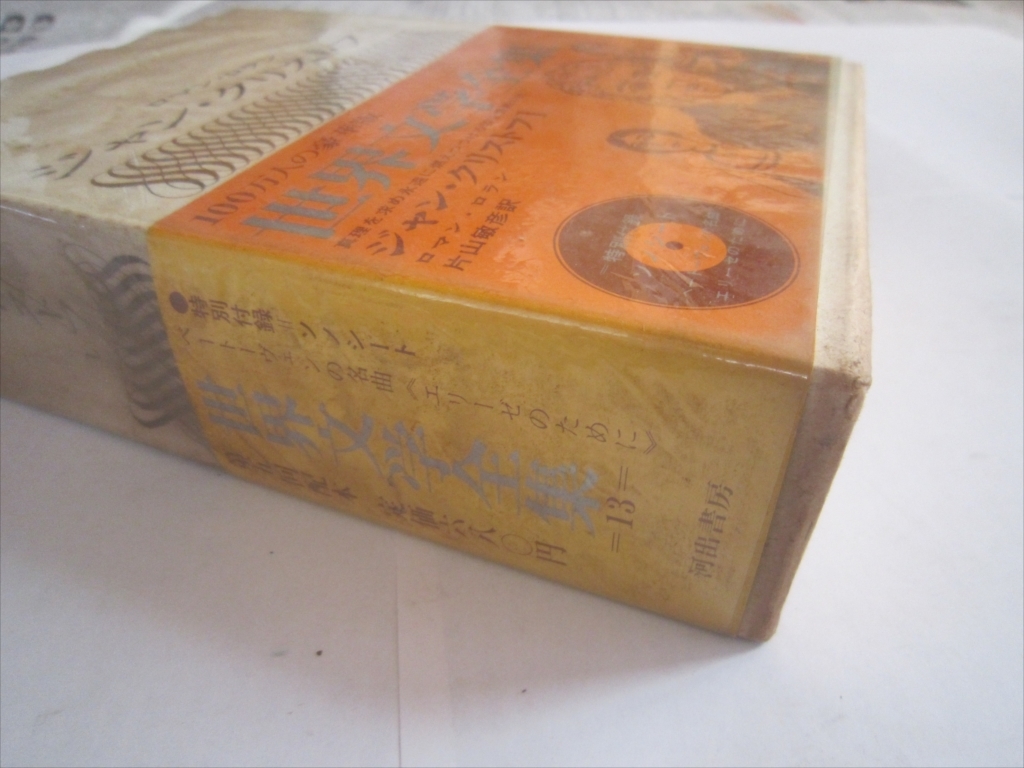 ジャン・クリストフ
100万人の豪華版
世界文学全集
ジャン・クリストフ1
ロマン・ロラン
片山敏彦訳
●特別付録=ソノシート
ベートーヴェンの名曲《エリーゼのために》
世界文学全集
=13=
定価六八〇円
河出書房